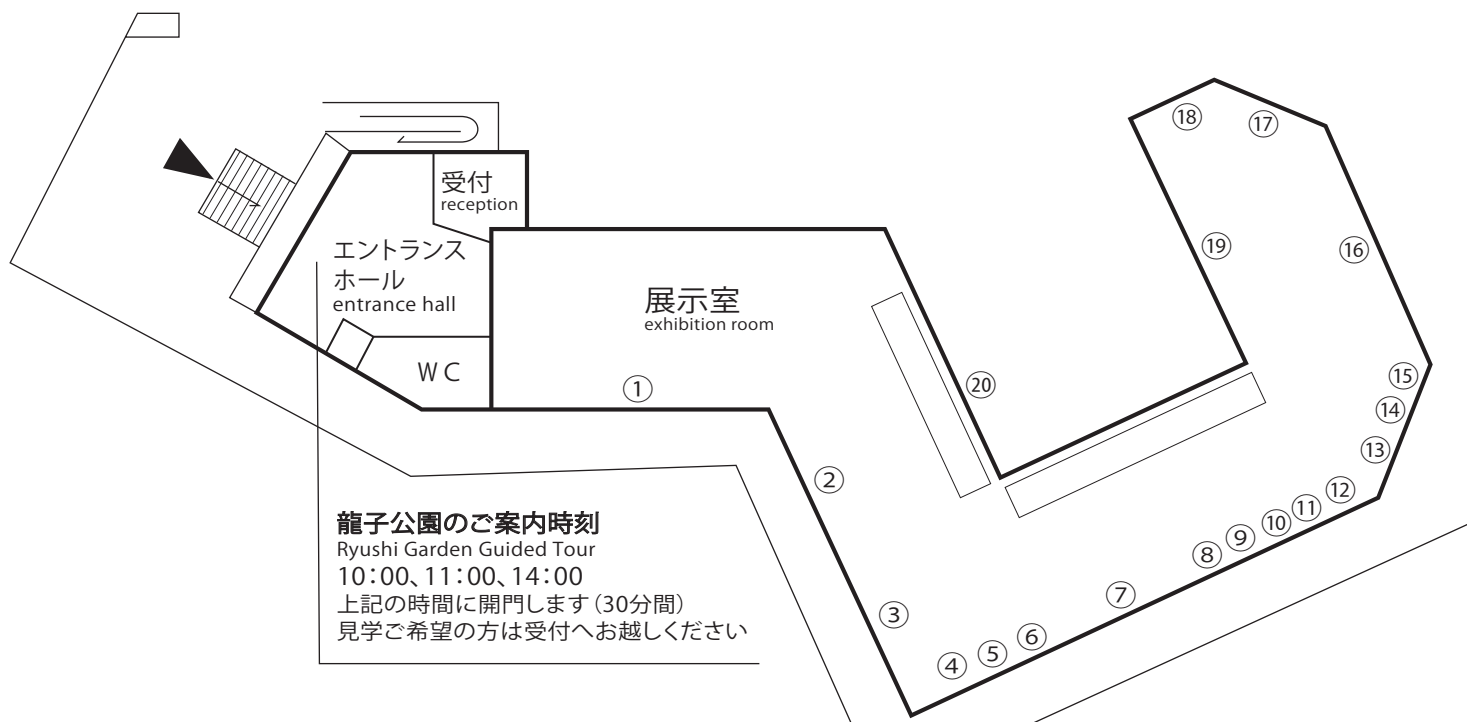 受付
reception
エントランス
ホール
entrance hall
展示室
exhibition room
WC
①
②
③
④
⑤
⑥
⑦
⑧
⑨
⑩
⑪
⑫
⑬
⑭
⑮
⑯
⑰
⑱
⑲
⑳
龍子公園のご案内時刻
Ryushi Garden Guided Tour
10：00、11：00、14：00
上記の時間に開門します（30分間）
見学ご希望の方は受付へお越しください